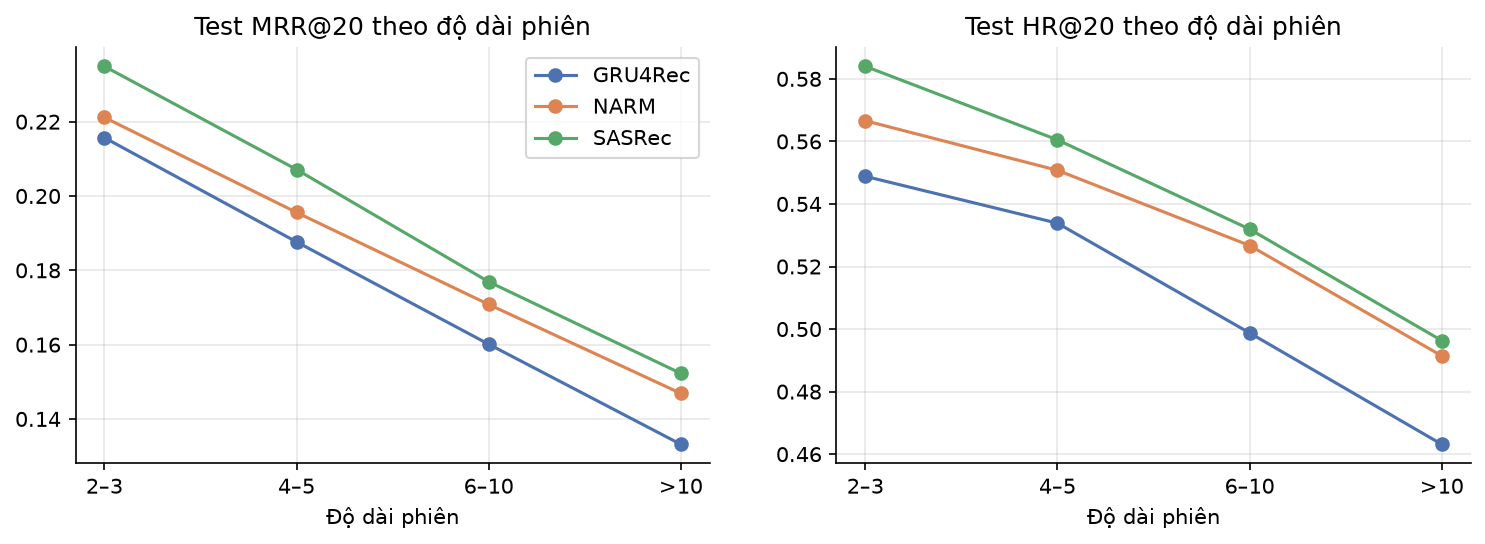 Test MRR@20 theo độ dài phiên
GRU4Rec
NARM
SASRec
0.22
0.20
0.18
0.16
0.14
2–3
4–5
6–10
>10
Độ dài phiên
Test HR@20 theo độ dài phiên
0.58
0.56
0.54
0.52
0.50
0.48
0.46
2–3
4–5
6–10
>10
Độ dài phiên